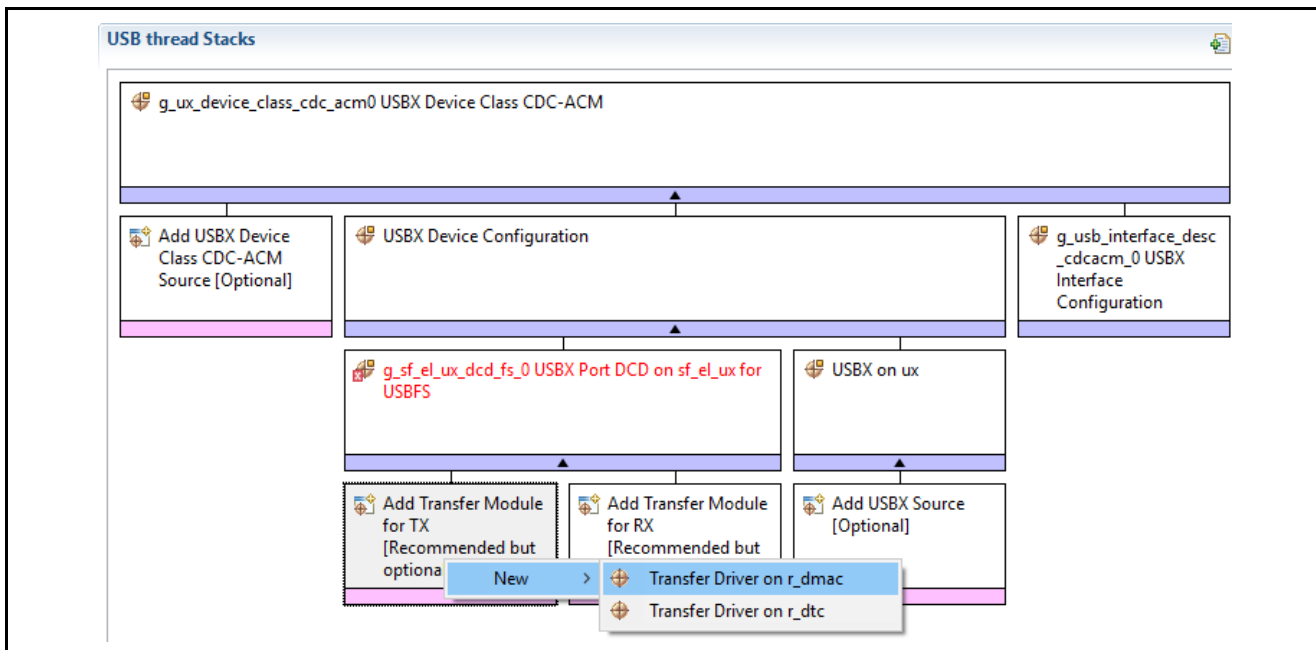 USB thread Stacks
g_ux_device_class_cdc_acm0 USBX Device Class CDC-ACM
Add USBX Device
Class CDC-ACM
Source [Optional]
USBX Device Configuration
g_usb_interface_desc
_cdcacm_0 USBX
Interface
Configuration
g_sf_el_ux_dcd_fs_0 USBX Port DCD on sf_el_ux for
USBFS
USBX on ux
Add Transfer Module
for TX
[Recommended but
optiona
Add Transfer Module
for RX
[Recommended but
Add USBX Source
[Optional]
New
Transfer Driver on r_dmac
Transfer Driver on r_dtc